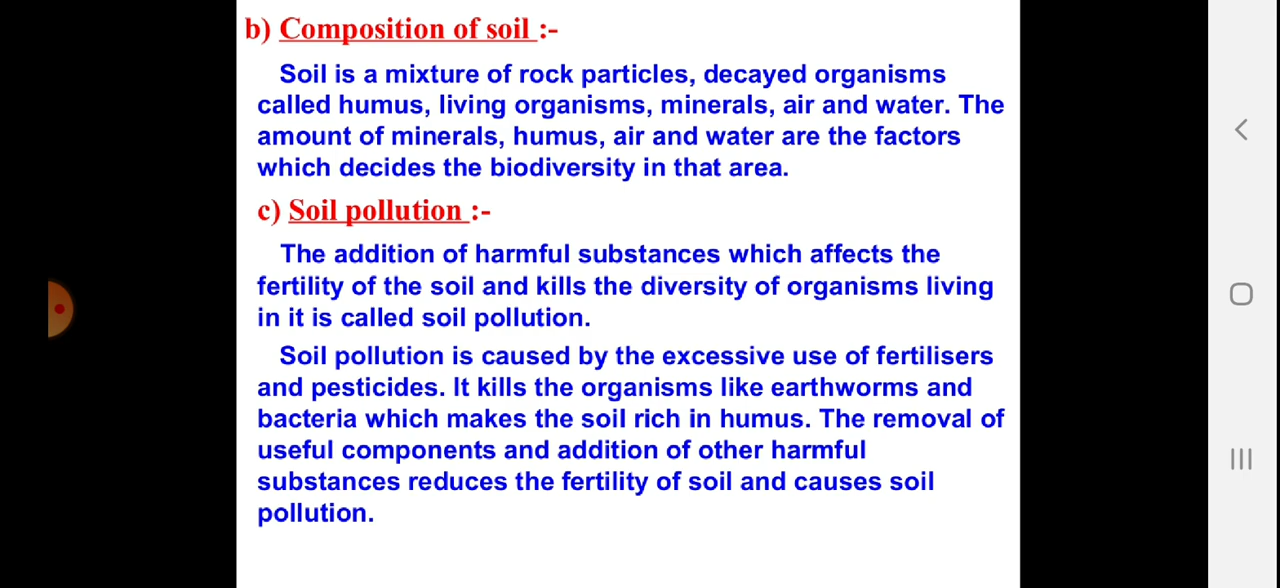 b) Composition of soil :-
Soil is a mixture of rock particles, decayed organisms
called humus, living organisms, minerals, air and water. The
amount of minerals, humus, air and water are the factors
which decides the biodiversity in that area.
c) Soil pollution :-
The addition of harmful substances which affects the
fertility of the soil and kills the diversity of organisms living
in it is called soil pollution.
Soil pollution is caused by the excessive use of fertilisers
and pesticides. It kills the organisms like earthworms and
bacteria which makes the soil rich in humus. The removal of
useful components and addition of other harmful
substances reduces the fertility of soil and causes soil
pollution.